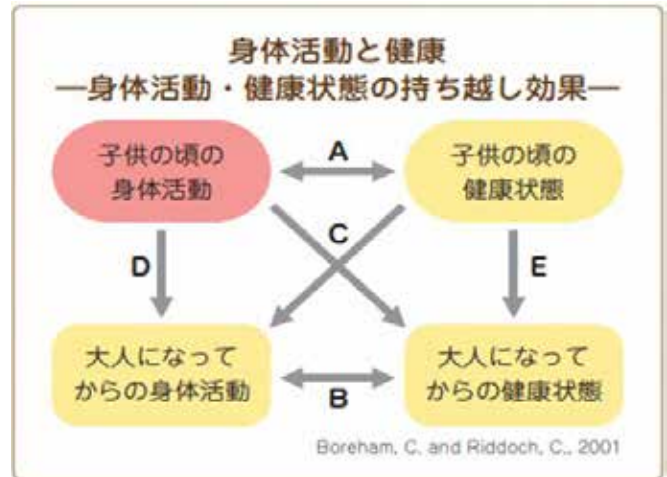 身体活動と健康
―身体活動・健康状態の持ち越し効果―
子供の頃の
身体活動
A
子供の頃の
健康状態
C
D
E
大人になって
からの身体活動
B
大人になって
からの健康状態
Boreham, C. and Riddoch, C., 2001